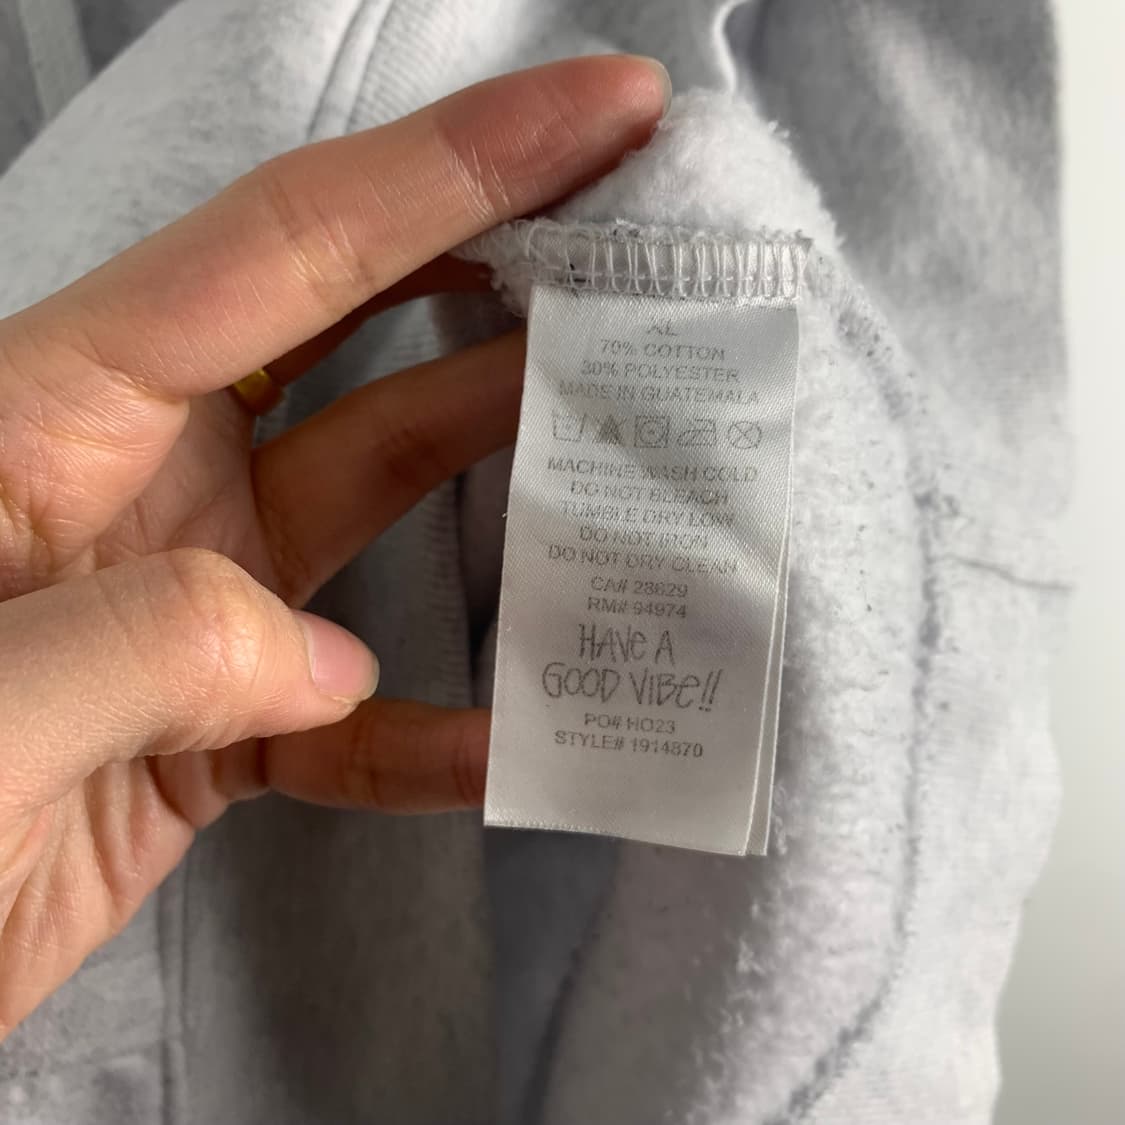 XL
70% COTTON
30% POLYESTER
MADE IN GUATEMALA
MACHINE WASH COLD
DO NOT BLEACH
TUMBLE DRY LOW
DO NOT IRON
DO NOT DRY CLEAN
CA# 28629
RM# 94974
HAVE A
GOOD VIBE!!
PO# HO23
STYLE# 1914870